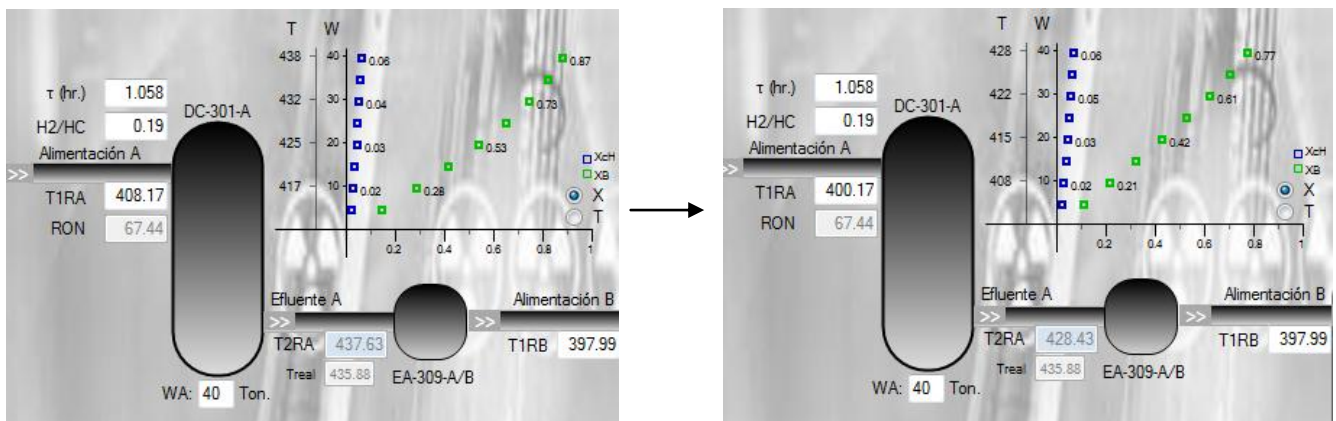 T W
438 40 0.06 0.87
τ (hr.) 1.058
432 30 0.04 0.73
H2/HC 0.19
DC-301-A
Alimentación A
425 20 0.03 0.53
>>
XcH
XB
T1RA 408.17
417 10 0.02 0.28
X
RON 67.44
T
0.2 0.4 0.6 0.8 1
Efluente A
Alimentación B
>> >>
T2RA 437.63
T1RB 397.99
Treal 435.88
EA-309-A/B
WA: 40 Ton.
T W
428 40 0.06 0.77
τ (hr.) 1.058
422 30 0.05 0.61
H2/HC 0.19
DC-301-A
Alimentación A
415 20 0.03 0.42
>>
XcH
XB
T1RA 400.17
408 10 0.02 0.21
X
RON 67.44
T
0.2 0.4 0.6 0.8 1
Efluente A
Alimentación B
>> >>
T2RA 428.43
T1RB 397.99
Treal 435.88
EA-309-A/B
WA: 40 Ton.